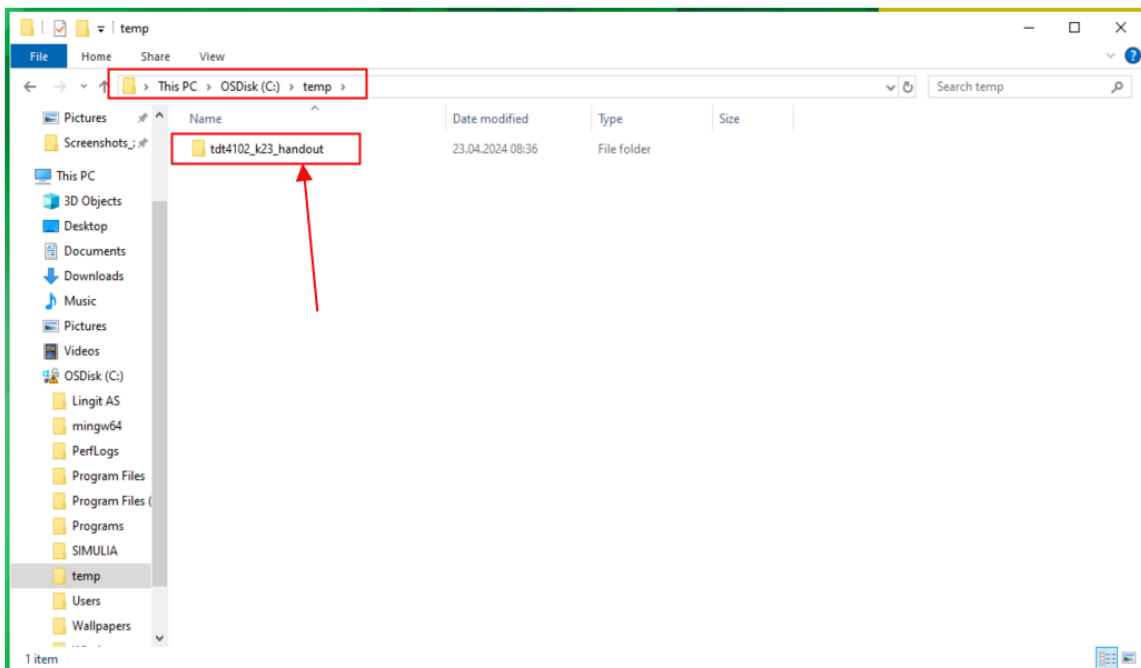 temp
File Home Share View
This PC > OSDisk (C:) > temp >
Search temp
Name Date modified Type Size
tdt4102_k23_handout 23.04.2024 08:36 File folder
Pictures
Screenshots_
This PC
3D Objects
Desktop
Documents
Downloads
Music
Pictures
Videos
OSDisk (C:)
Lingit AS
mingw64
PerfLogs
Program Files
Program Files (
Programs
SIMULIA
temp
Users
Wallpapers
1 item